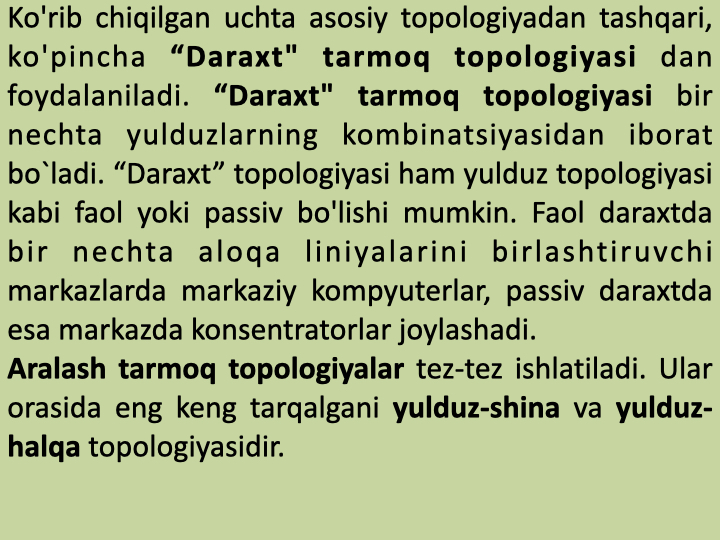 Ko'rib chiqilgan uchta asosiy topologiyadan tashqari,
ko'pincha “Daraxt" tarmoq topologiyasi dan
foydalaniladi. “Daraxt" tarmoq topologiyasi bir
nechta yulduzlarning kombinatsiyasidan iborat
bo`ladi. “Daraxt” topologiyasi ham yulduz topologiyasi
kabi faol yoki passiv bo'lishi mumkin. Faol daraxtda
bir nechta aloqa liniyalarini birlashtiruvchi
markazlarda markaziy kompyuterlar, passiv daraxtda
esa markazda konsentratorlar joylashadi.
Aralash tarmoq topologiyalar tez-tez ishlatiladi. Ular
orasida eng keng tarqalgani yulduz-shina va yulduz-
halqa topologiyasidir.